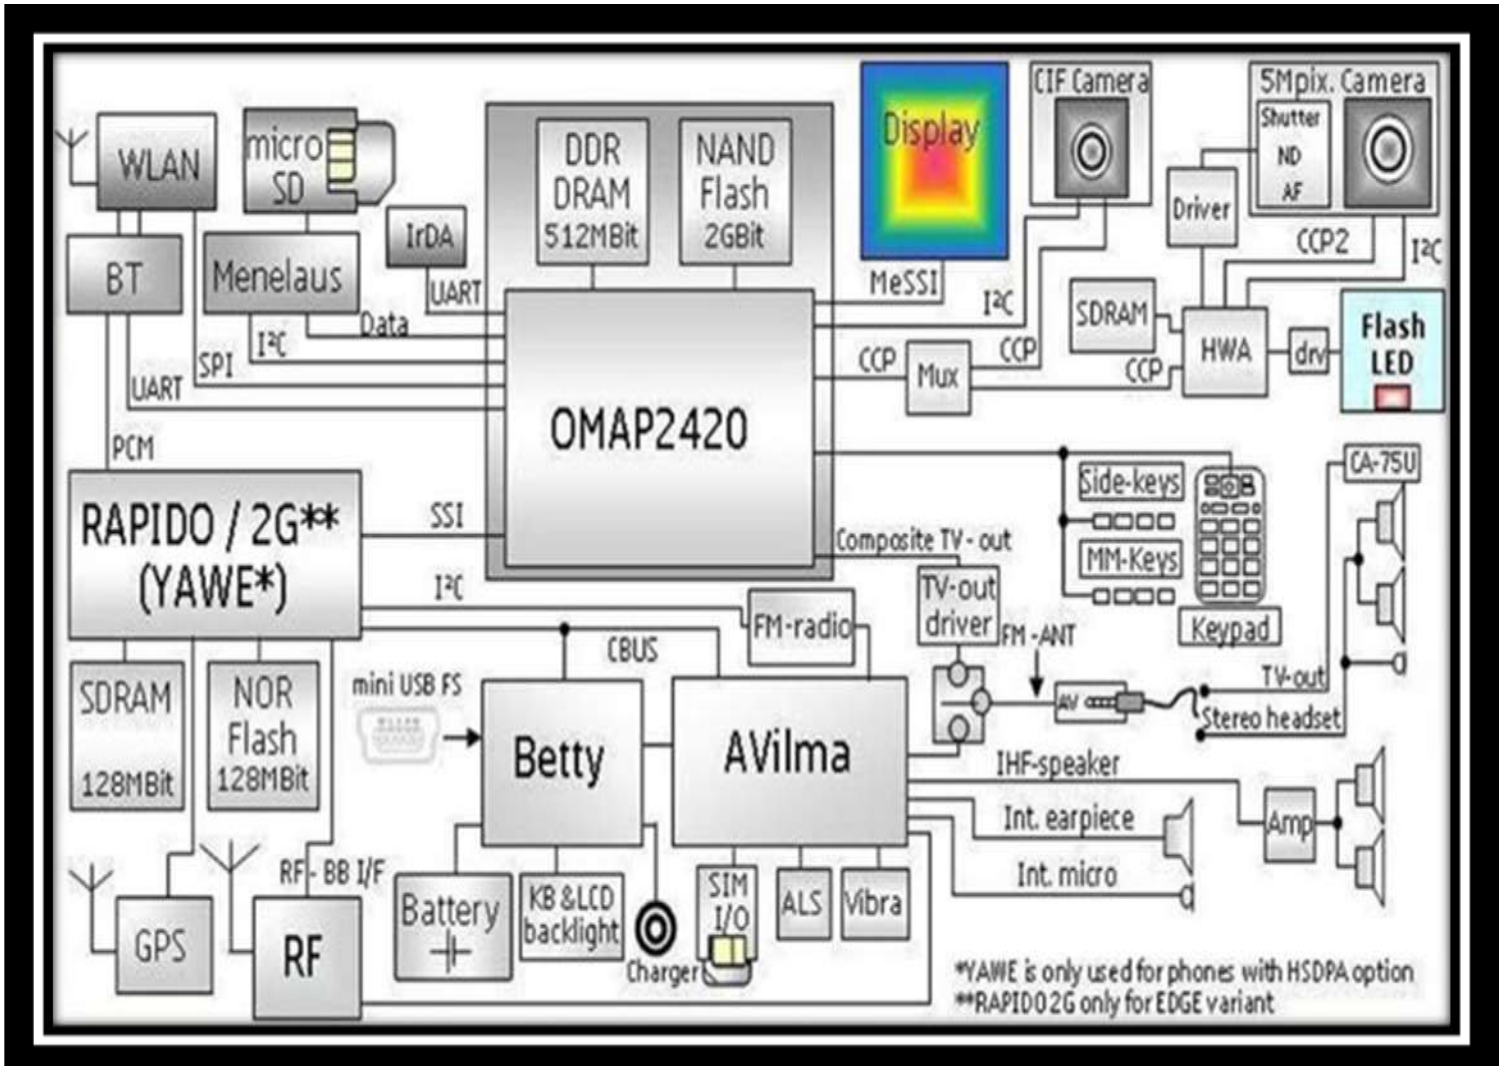 WLAN
micro
SD
IrDA
BT
Menelaus
UART
Data
I²C
SPI
UART
PCM
DDR
DRAM
512MBit
NAND
Flash
2GBit
OMAP2420
Display
MeSSI
CIF Camera
I²C
CCP
CCP
Mux
CCP
5Mpix. Camera
Shutter
ND
AF
Driver
CCP2
I²C
SDRAM
HWA
drv
Flash
LED
RAPIDO / 2G**
(YAWE*)
SSI
I²C
CBUS
SDRAM
128MBit
NOR
Flash
128MBit
Composite TV - out
TV-out
driver
FM-radio
FM -ANT
AV
Side-keys
MM-Keys
Keypad
CA-75U
TV-out
Stereo headset
mini USB FS
Betty
AVilma
IHF-speaker
Int. earpiece
Int. micro
Amp
RF - BB I/F
GPS
RF
Battery
KB &LCD
backlight
Charger
SIM
I/O
ALS
Vibra
*YAWE is only used for phones with HSDPA option
**RAPIDO2G only for EDGE variant